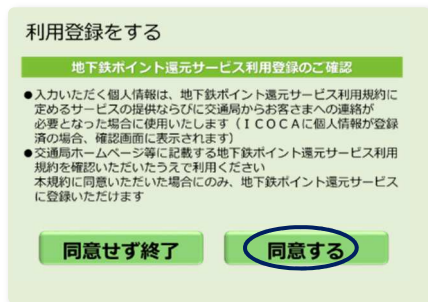 利用登録をする
地下鉄ポイント還元サービス利用登録のご確認
●入力いただく個人情報は、地下鉄ポイント還元サービス利用規約に
定めるサービスの提供ならびに交通局からお客さまへの連絡が
必要となった場合に使用いたします（ＩＣＯＣＡに個人情報が登録
済の場合、確認画面に表示されます）
●交通局ホームページ等に記載する地下鉄ポイント還元サービス利用
規約を確認いただいたうえで利用ください
本規約に同意いただいた場合にのみ、地下鉄ポイント還元サービス
に登録いただけます
同意せず終了 同意する